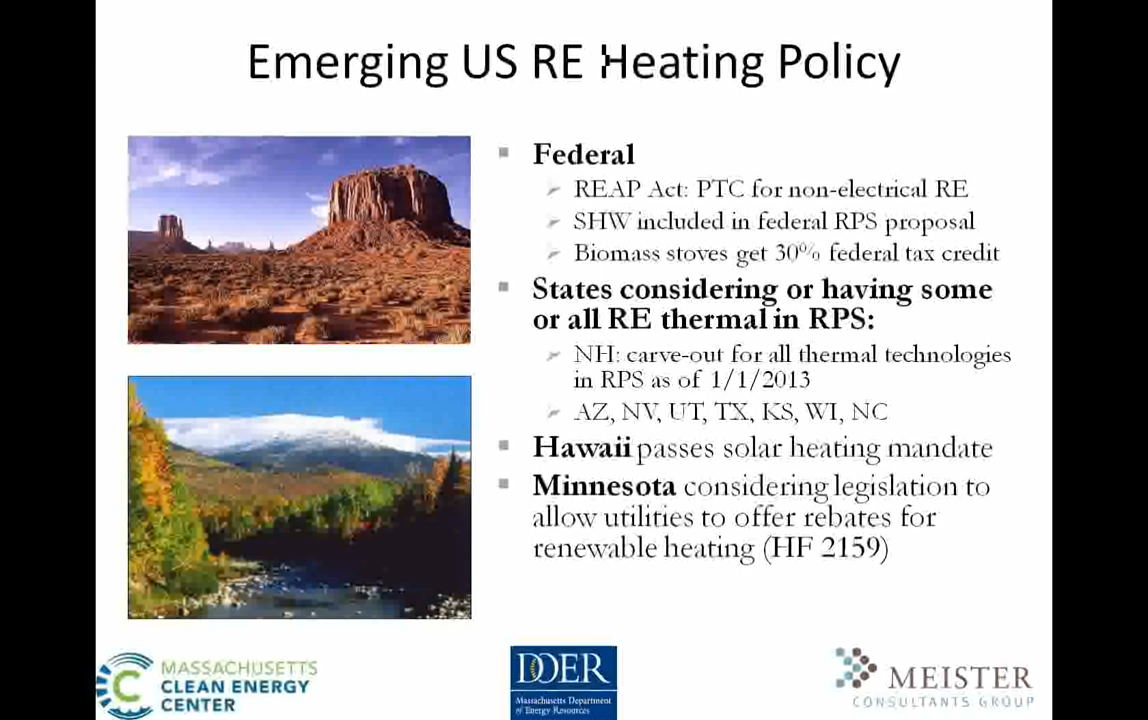 Emerging US RE Heating Policy
Federal
REAP Act: PTC for non-electrical RE
SHW included in federal RPS proposal
Biomass stoves get 30% federal tax credit
States considering or having some
or all RE thermal in RPS:
NH: carve-out for all thermal technologies
in RPS as of 1/1/2013
AZ, NV, UT, TX, KS, WI, NC
Hawaii passes solar heating mandate
Minnesota considering legislation to
allow utilities to offer rebates for
renewable heating (HF 2159)
MASSACHUSETTS
CLEAN ENERGY
CENTER
DOER
Massachusetts Department
of Energy Resources
MEISTER
CONSULTANTS GROUP